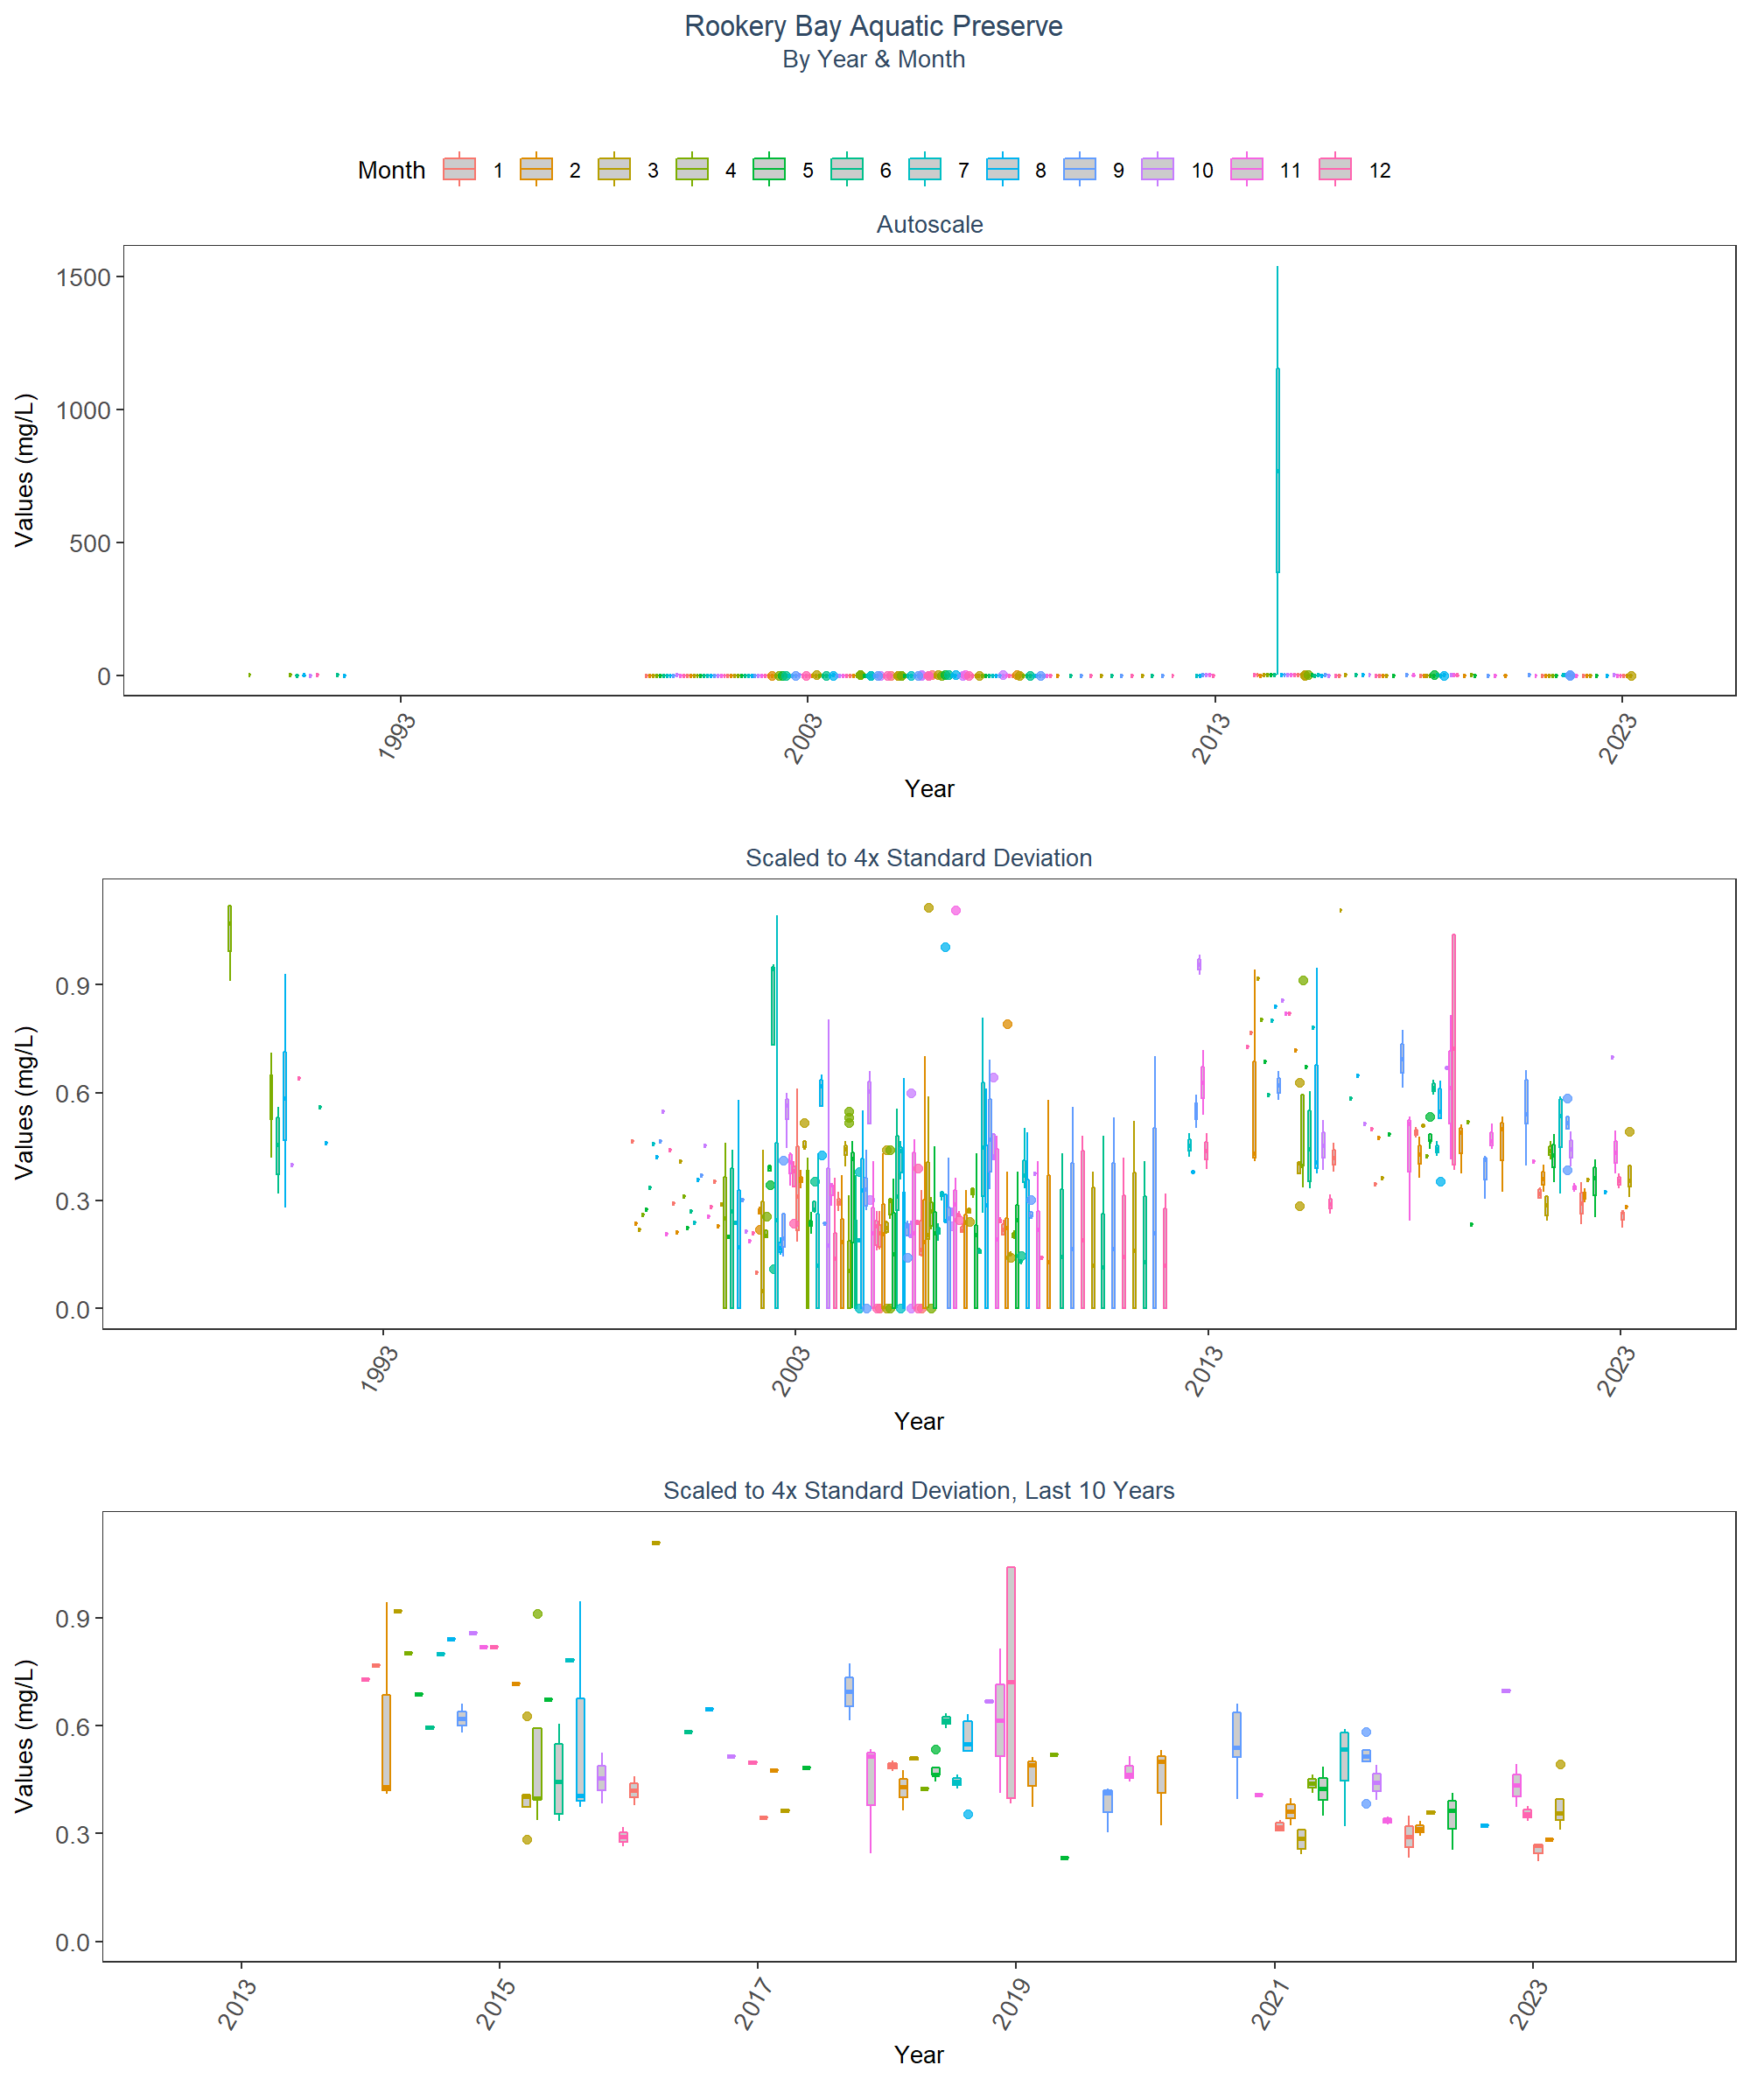 Rookery Bay Aquatic Preserve
By Year & Month
Month 1 2 3 4 5 6 7 8 9 10 11 12
Autoscale
Values (mg/L)
1500
1000
500
0
1993 2003 2013 2023
Year
Scaled to 4x Standard Deviation
Values (mg/L)
0.9
0.6
0.3
0.0
1993 2003 2013 2023
Year
Scaled to 4x Standard Deviation, Last 10 Years
Values (mg/L)
0.9
0.6
0.3
0.0
2013 2015 2017 2019 2021 2023
Year